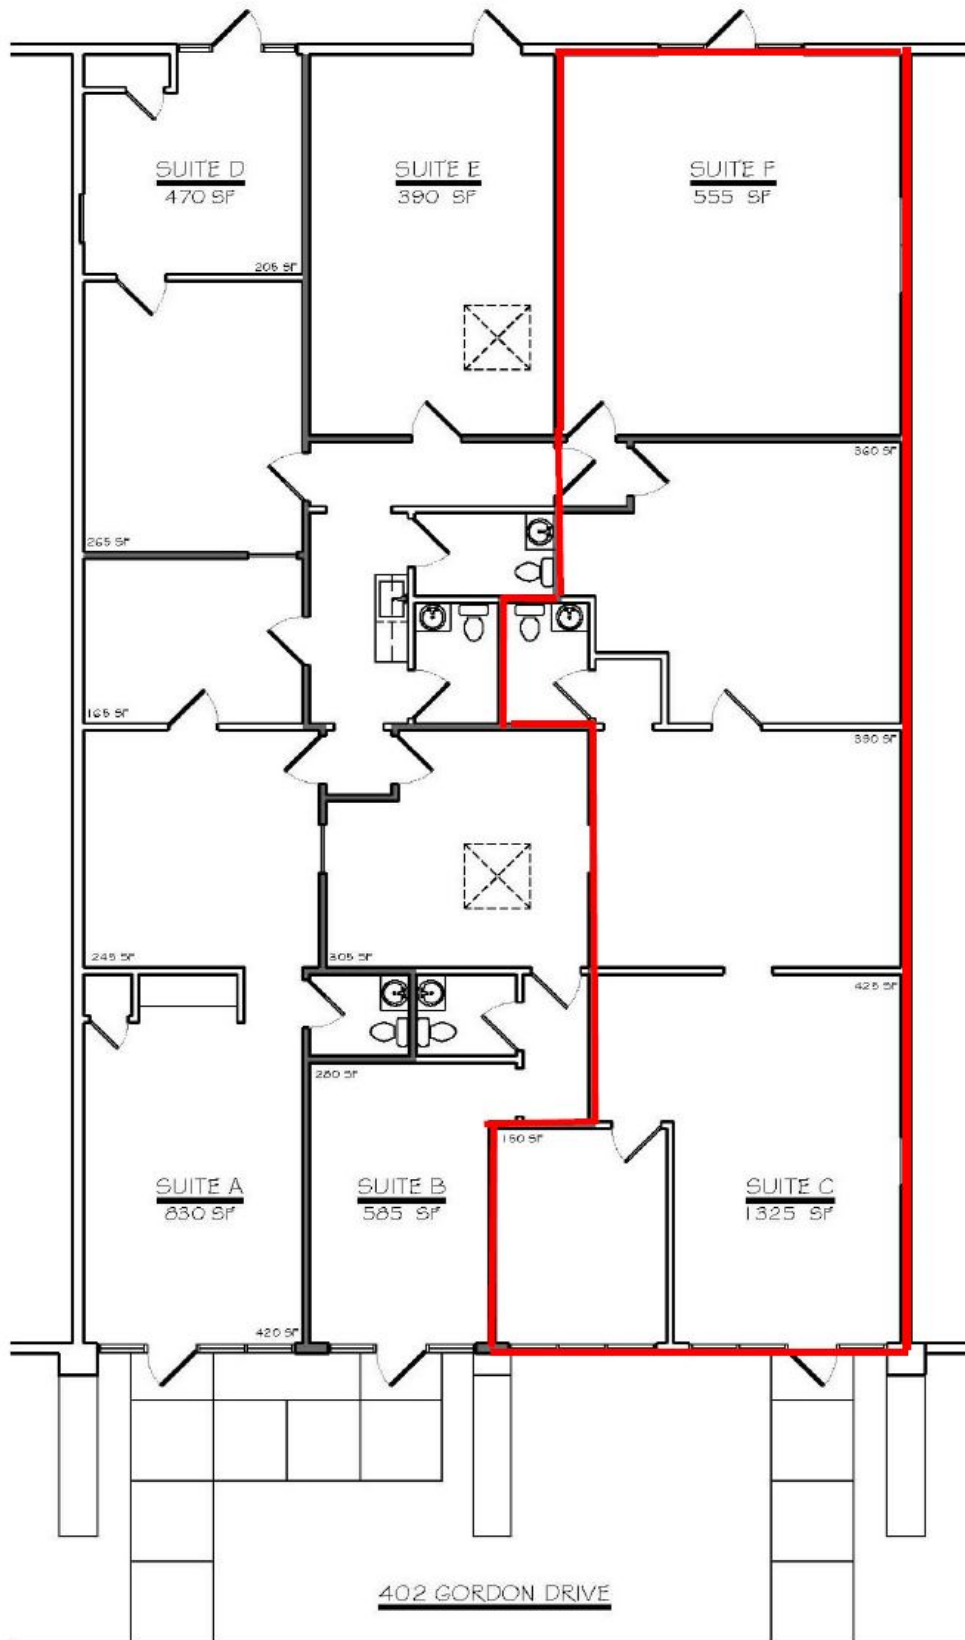 SUITE D
470 SF
SUITE E
390 SF
SUITE F
555 SF
205 SF
360 SF
265 SF
165 SF
390 SF
245 SF
305 SF
425 SF
280 SF
150 SF
SUITE A
830 SF
SUITE B
585 SF
SUITE C
1325 SF
420 SF
402 GORDON DRIVE